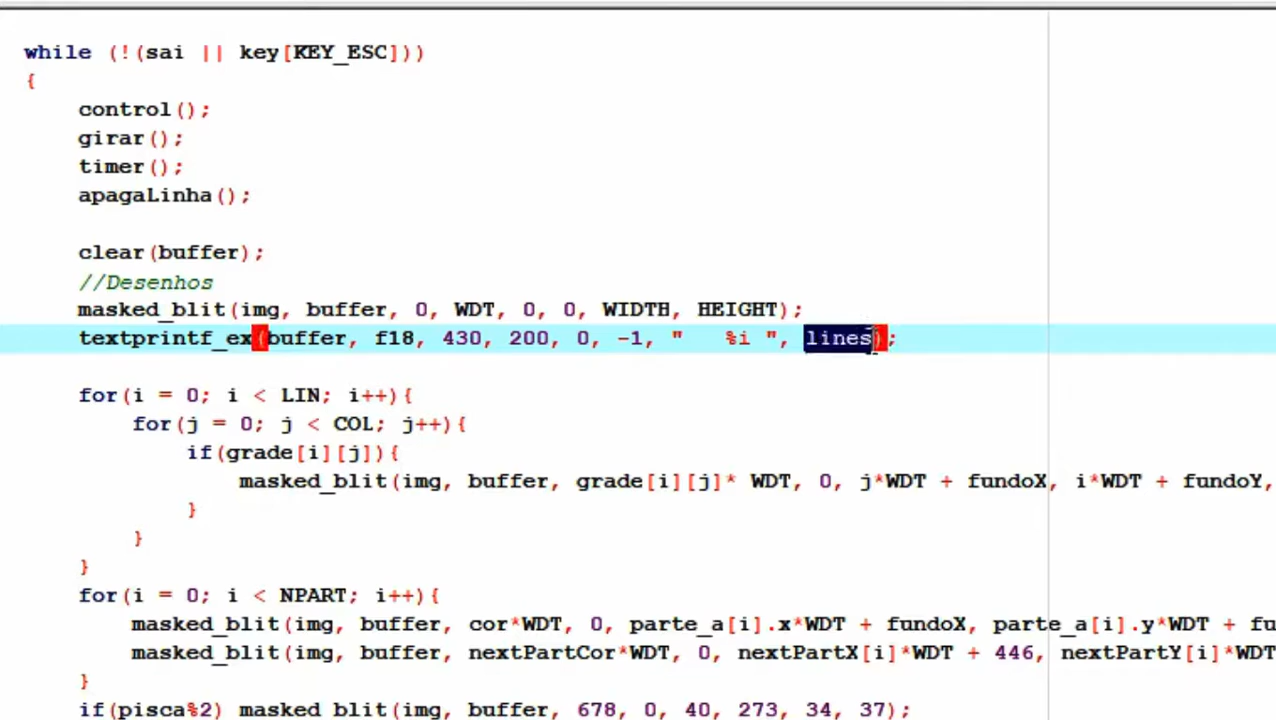 while (!(sai || key[KEY_ESC]))
{
control();
girar();
timer();
apagaLinha();
clear(buffer);
//Desenhos
masked_blit(img, buffer, 0, WDT, 0, 0, WIDTH, HEIGHT);
textprintf_ex(buffer, f18, 430, 200, 0, -1, "   %i ", lines);
for(i = 0; i < LIN; i++){
for(j = 0; j < COL; j++){
if(grade[i][j]){
masked_blit(img, buffer, grade[i][j]* WDT, 0, j*WDT + fundoX, i*WDT + fundoY,
}
}
}
for(i = 0; i < NPART; i++){
masked_blit(img, buffer, cor*WDT, 0, parte_a[i].x*WDT + fundoX, parte_a[i].y*WDT + fu
masked_blit(img, buffer, nextPartCor*WDT, 0, nextPartX[i]*WDT + 446, nextPartY[i]*WDT
}
if(pisca%2) masked_blit(img, buffer, 678, 0, 40, 273, 34, 37);